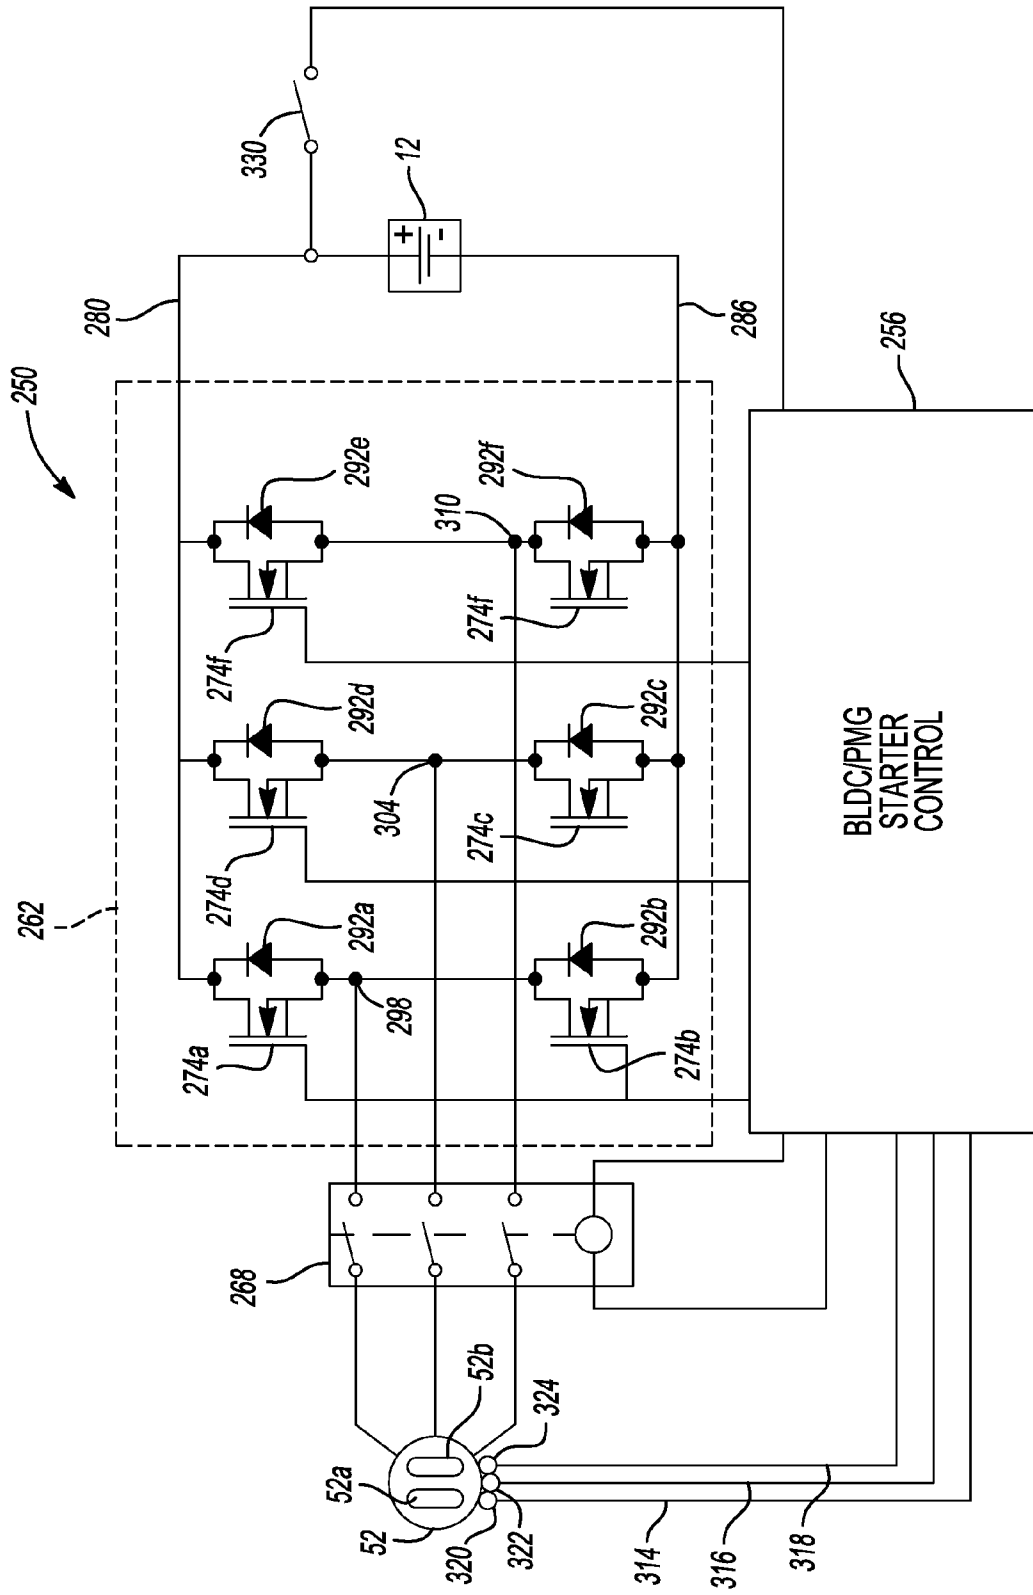 250
330
280
12
+
-
286
262
292e
310
292f
274f
274f
292d
304
292c
274d
274c
292a
298
292b
274a
274b
256
BLDC/PMG
STARTER
CONTROL
268
52a
52b
52
324
320
322
314
316
318